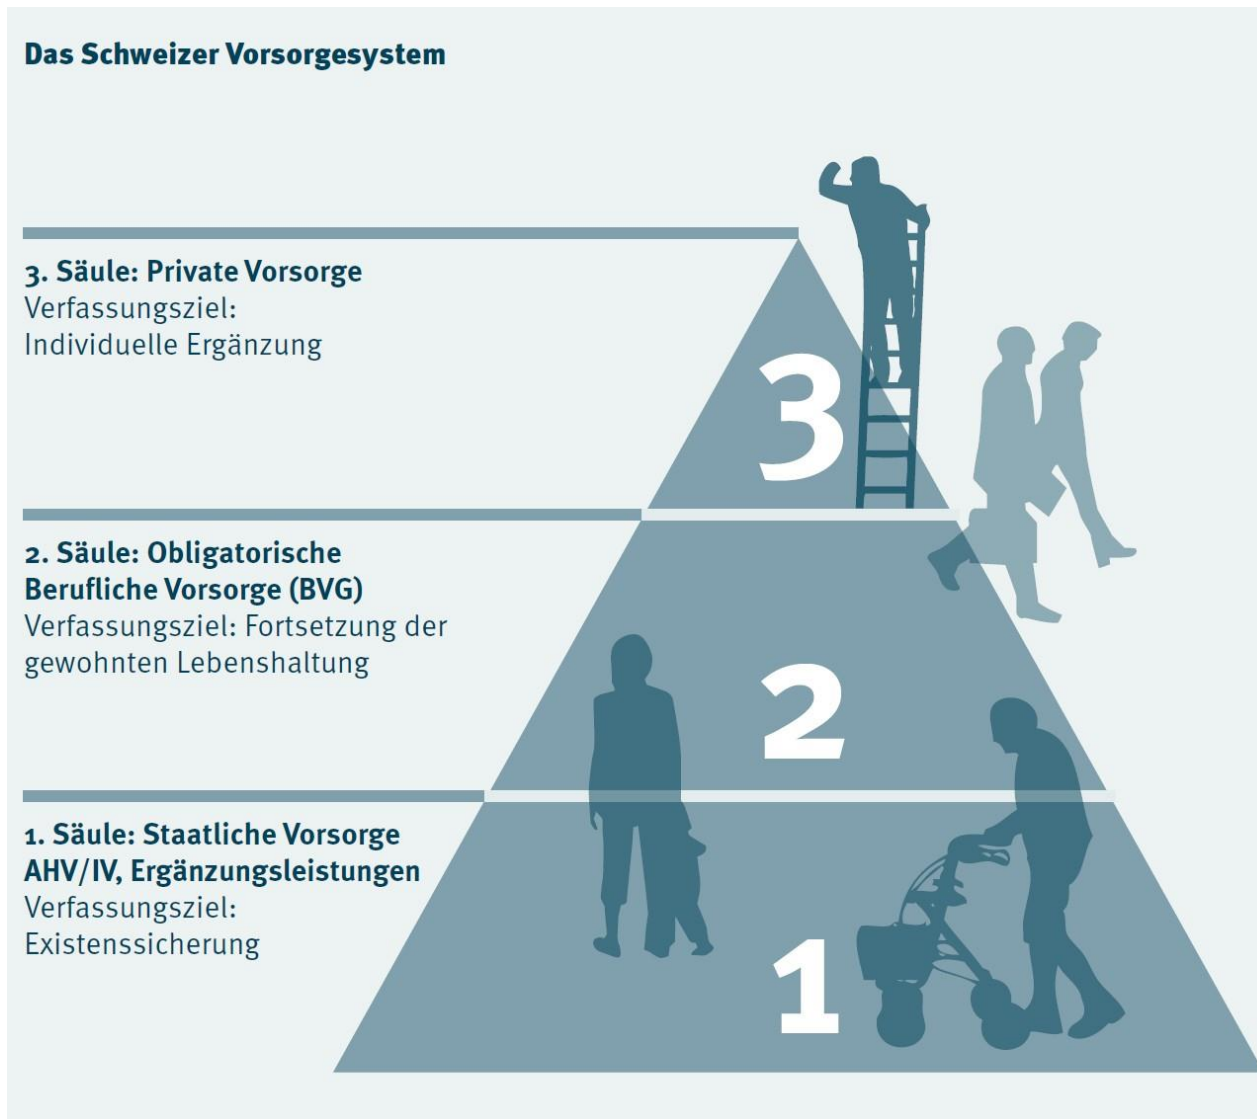 Das Schweizer Vorsorgesystem
3. Säule: Private Vorsorge
Verfassungsziel:
Individuelle Ergänzung
3
2. Säule: Obligatorische
Berufliche Vorsorge (BVG)
Verfassungsziel: Fortsetzung der
gewohnten Lebenshaltung
2
1. Säule: Staatliche Vorsorge
AHV/IV, Ergänzungsleistungen
Verfassungsziel:
Existenssicherung
1